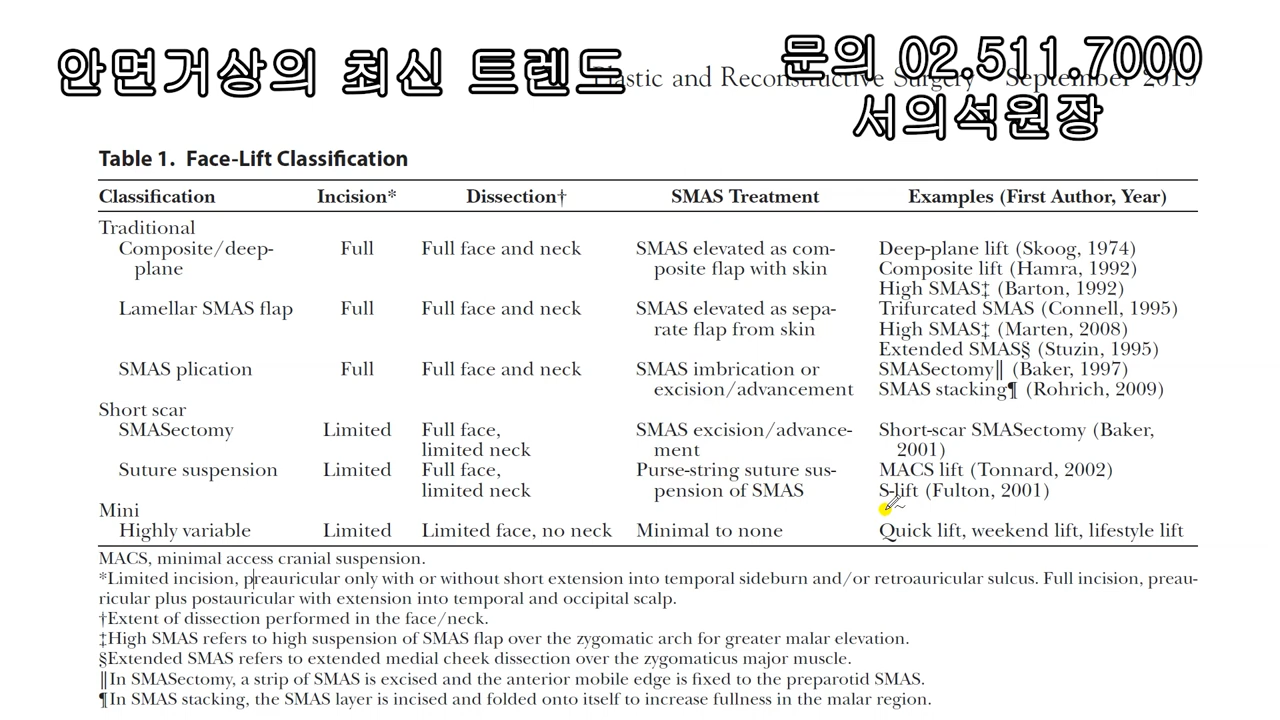 안면거상의 최신 트렌드
문의 02.511.7000
Plastic and Reconstructive Surgery September 2015
서의석원장
Table 1. Face-Lift Classification
Classification Incision* Dissection† SMAS Treatment Examples (First Author, Year)
Traditional
Composite/deep- Full Full face and neck SMAS elevated as com- Deep-plane lift (Skoog, 1974)
plane posite flap with skin Composite lift (Hamra, 1992)
High SMAS‡ (Barton, 1992)
Lamellar SMAS flap Full Full face and neck SMAS elevated as sepa- Trifurcated SMAS (Connell, 1995)
rate flap from skin High SMAS‡ (Marten, 2008)
Extended SMAS§ (Stuzin, 1995)
SMAS plication Full Full face and neck SMAS imbrication or SMASectomy‖ (Baker, 1997)
excision/advancement SMAS stacking¶ (Rohrich, 2009)
Short scar
SMASectomy Limited Full face, SMAS excision/advance- Short-scar SMASectomy (Baker,
limited neck ment 2001)
Suture suspension Limited Full face, Purse-string suture sus- MACS lift (Tonnard, 2002)
limited neck pension of SMAS S-lift (Fulton, 2001)
Mini
Highly variable Limited Limited face, no neck Minimal to none Quick lift, weekend lift, lifestyle lift
MACS, minimal access cranial suspension.
*Limited incision, preauricular only with or without short extension into temporal sideburn and/or retroauricular sulcus. Full incision, preau-
ricular plus postauricular with extension into temporal and occipital scalp.
†Extent of dissection performed in the face/neck.
‡High SMAS refers to high suspension of SMAS flap over the zygomatic arch for greater malar elevation.
§Extended SMAS refers to extended medial cheek dissection over the zygomaticus major muscle.
‖In SMASectomy, a strip of SMAS is excised and the anterior mobile edge is fixed to the preparotid SMAS.
¶In SMAS stacking, the SMAS layer is incised and folded onto itself to increase fullness in the malar region.